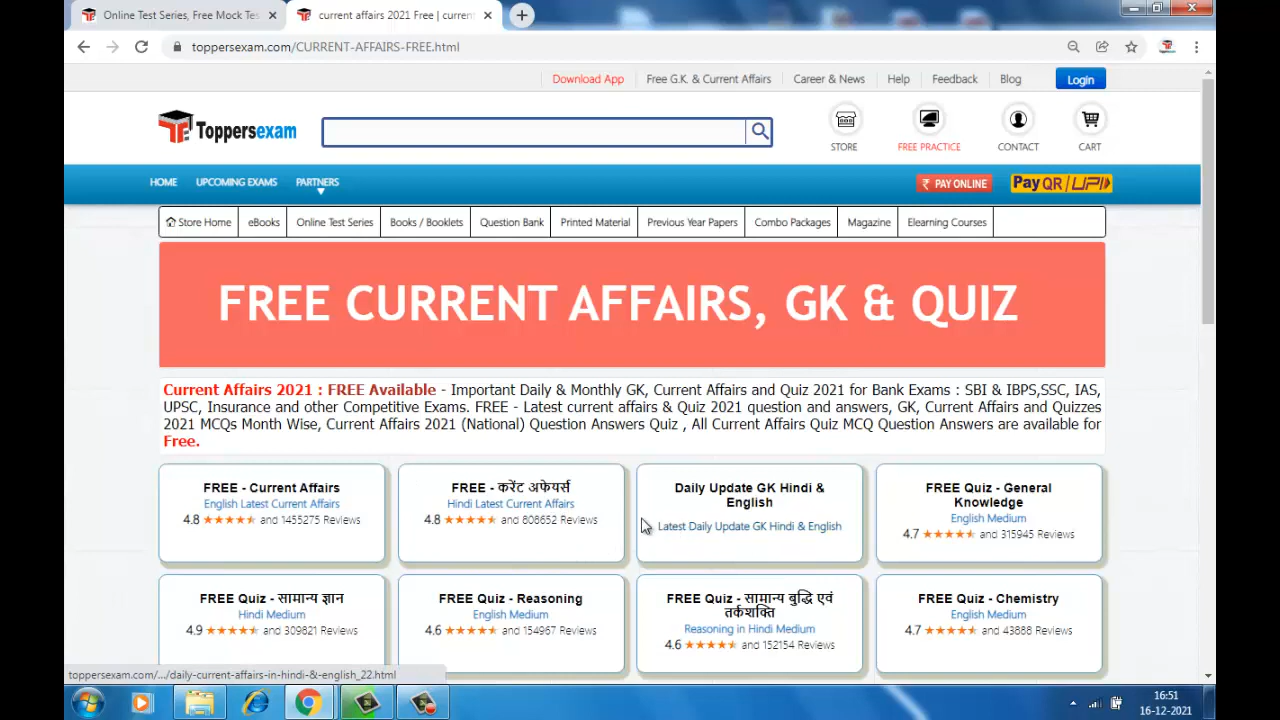 Online Test Series, Free Mock Tes
current affairs 2021 Free | curren
toppersexam.com/CURRENT-AFFAIRS-FREE.html
Download App
Free G.K. & Current Affairs
Career & News
Help
Feedback
Blog
Login
Toppersexam
STORE
FREE PRACTICE
CONTACT
CART
HOME
UPCOMING EXAMS
PARTNERS
₹ PAY ONLINE
Pay QR / UPI
Store Home
eBooks
Online Test Series
Books / Booklets
Question Bank
Printed Material
Previous Year Papers
Combo Packages
Magazine
Elearning Courses
FREE CURRENT AFFAIRS, GK & QUIZ
Current Affairs 2021 : FREE Available - Important Daily & Monthly GK, Current Affairs and Quiz 2021 for Bank Exams : SBI & IBPS,SSC, IAS,
UPSC, Insurance and other Competitive Exams. FREE - Latest current affairs & Quiz 2021 question and answers, GK, Current Affairs and Quizzes
2021 MCQs Month Wise, Current Affairs 2021 (National) Question Answers Quiz , All Current Affairs Quiz MCQ Question Answers are available for
Free.
FREE - Current Affairs
English Latest Current Affairs
4.8 and 1455275 Reviews
FREE - करेंट अफेयर्स
Hindi Latest Current Affairs
4.8 and 808652 Reviews
Daily Update GK Hindi &
English
Latest Daily Update GK Hindi & English
FREE Quiz - General
Knowledge
English Medium
4.7 and 315945 Reviews
FREE Quiz - सामान्य ज्ञान
Hindi Medium
4.9 and 309821 Reviews
FREE Quiz - Reasoning
English Medium
4.6 and 154967 Reviews
FREE Quiz - सामान्य बुद्धि एवं
तर्कशक्ति
Reasoning in Hindi Medium
4.6 and 152154 Reviews
FREE Quiz - Chemistry
English Medium
4.7 and 43888 Reviews
toppersexam.com/.../daily-current-affairs-in-hindi-&-english_22.html
16:51
16-12-2021